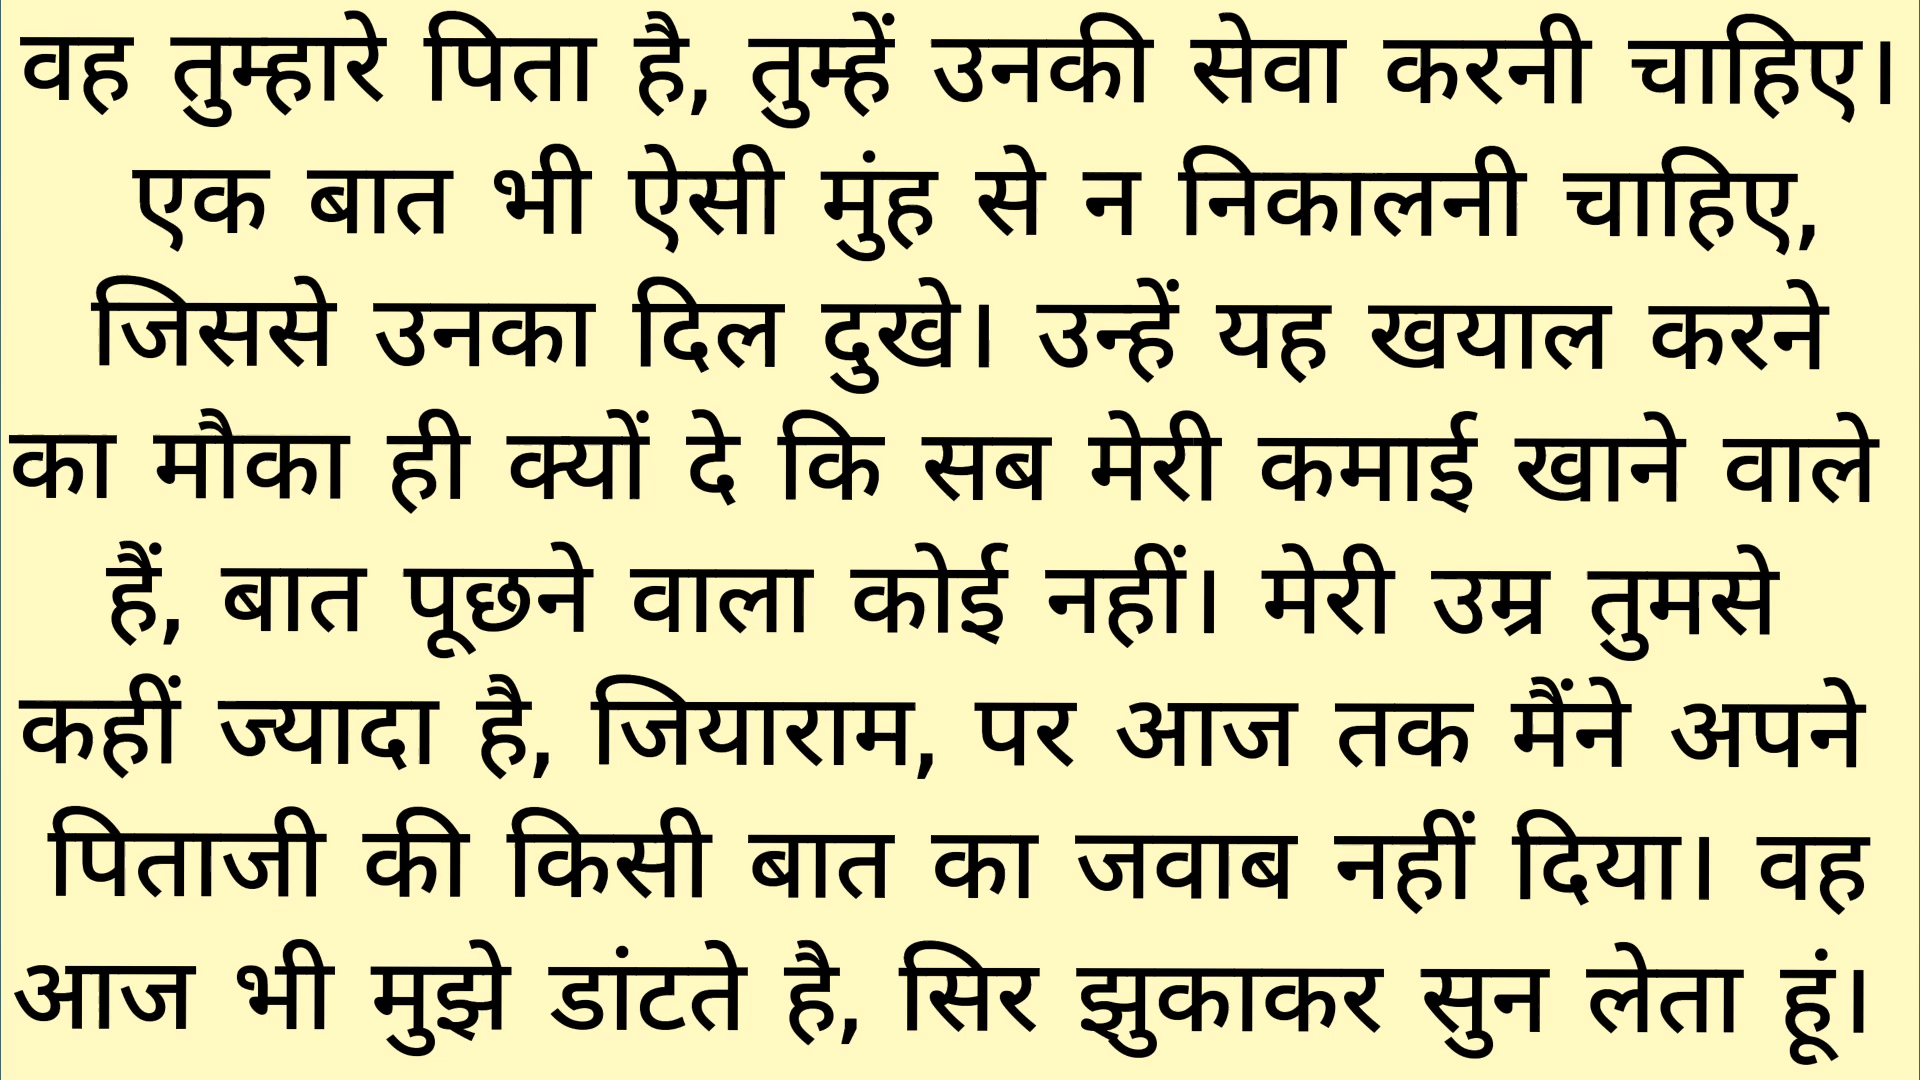 वह तुम्हारे पिता है, तुम्हें उनकी सेवा करनी चाहिए।
एक बात भी ऐसी मुंह से न निकालनी चाहिए,
जिससे उनका दिल दुखे। उन्हें यह खयाल करने
का मौका ही क्यों दे कि सब मेरी कमाई खाने वाले
हैं, बात पूछने वाला कोई नहीं। मेरी उम्र तुमसे
कहीं ज्यादा है, जियाराम, पर आज तक मैंने अपने
पिताजी की किसी बात का जवाब नहीं दिया। वह
आज भी मुझे डांटते है, सिर झुकाकर सुन लेता हूं।